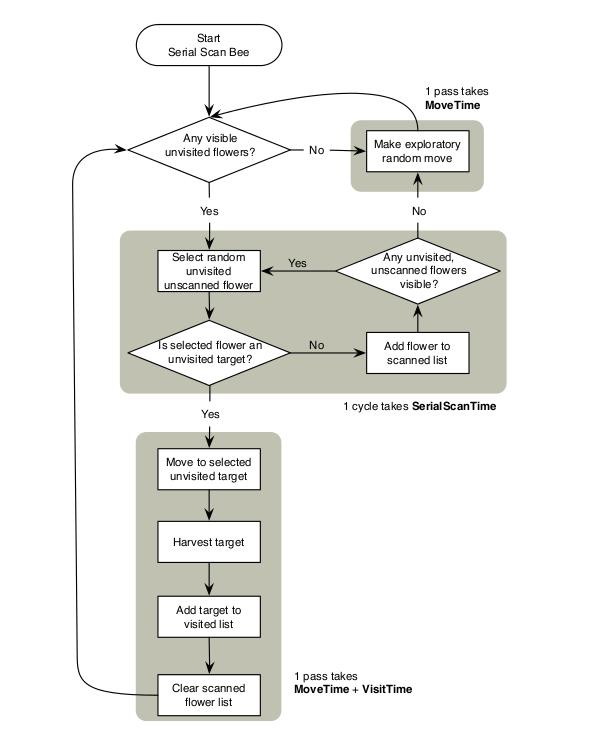 Start
Serial Scan Bee
1 pass takes
MoveTime
Any visible
unvisited flowers?
No
Make exploratory
random move
Yes
No
Select random
unvisited
unscanned flower
Yes
Any unvisited,
unscanned flowers
visible?
Is selected flower an
unvisited target?
No
Add flower to
scanned list
1 cycle takes SerialScanTime
Yes
Move to selected
unvisited target
Harvest target
Add target to
visited list
Clear scanned
flower list
1 pass takes
MoveTime + VisitTime